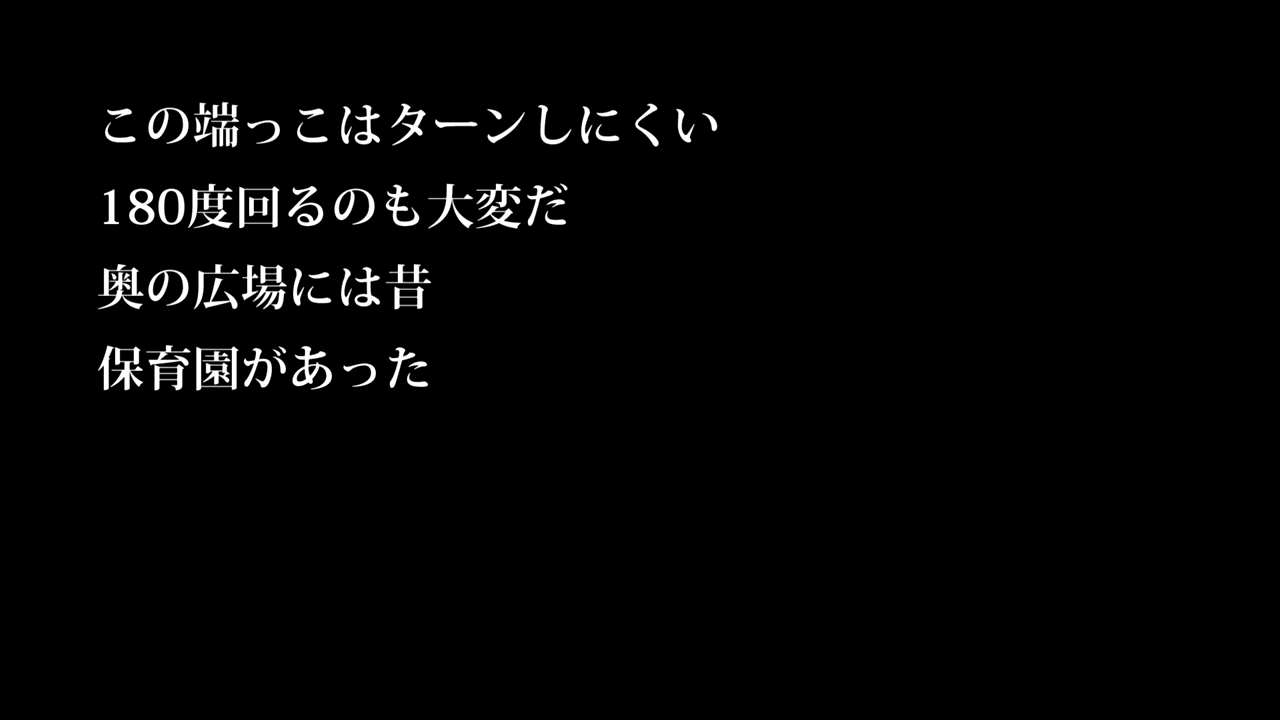 この端っこはターンしにくい
180度回るのも大変だ
奥の広場には昔
保育園があった